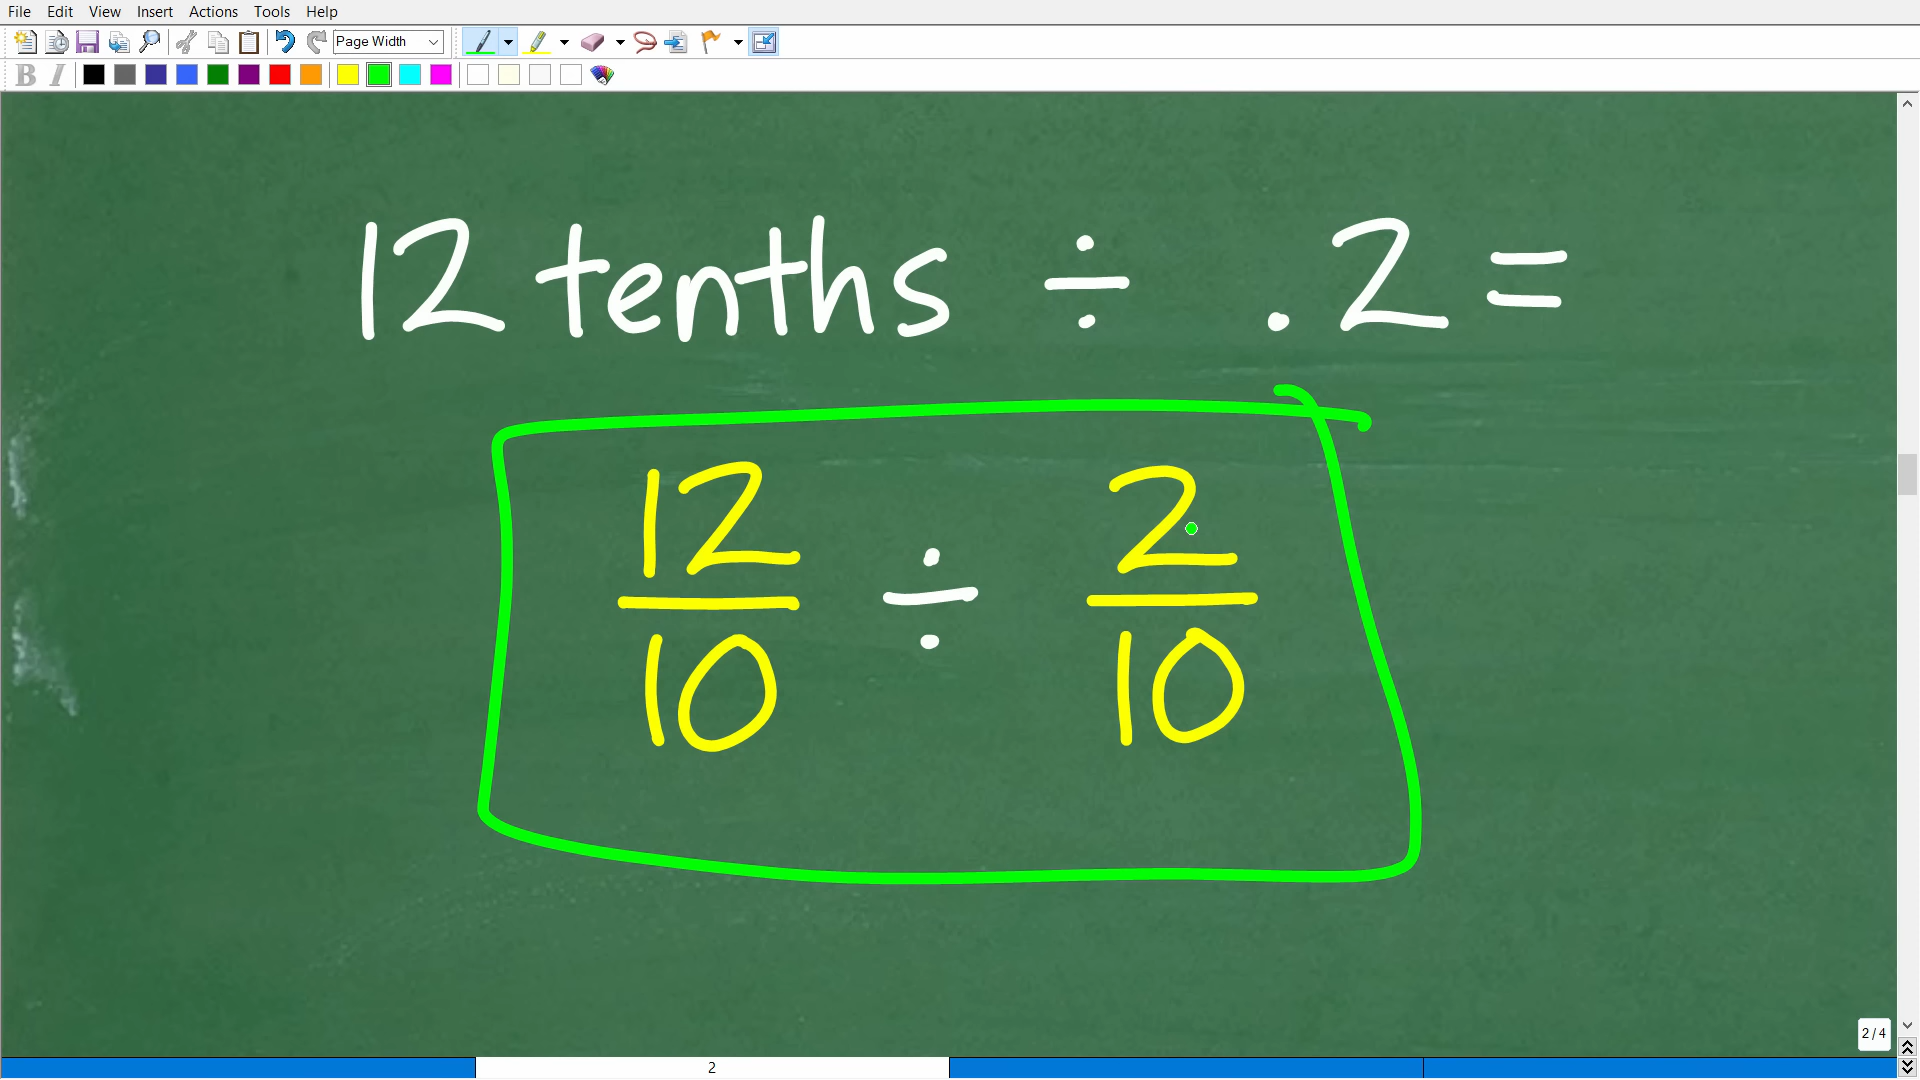 File Edit View Insert Actions Tools Help
Page Width
B I
12 tenths ÷ .2 =
12/10 ÷ 2/10
2 / 4
2